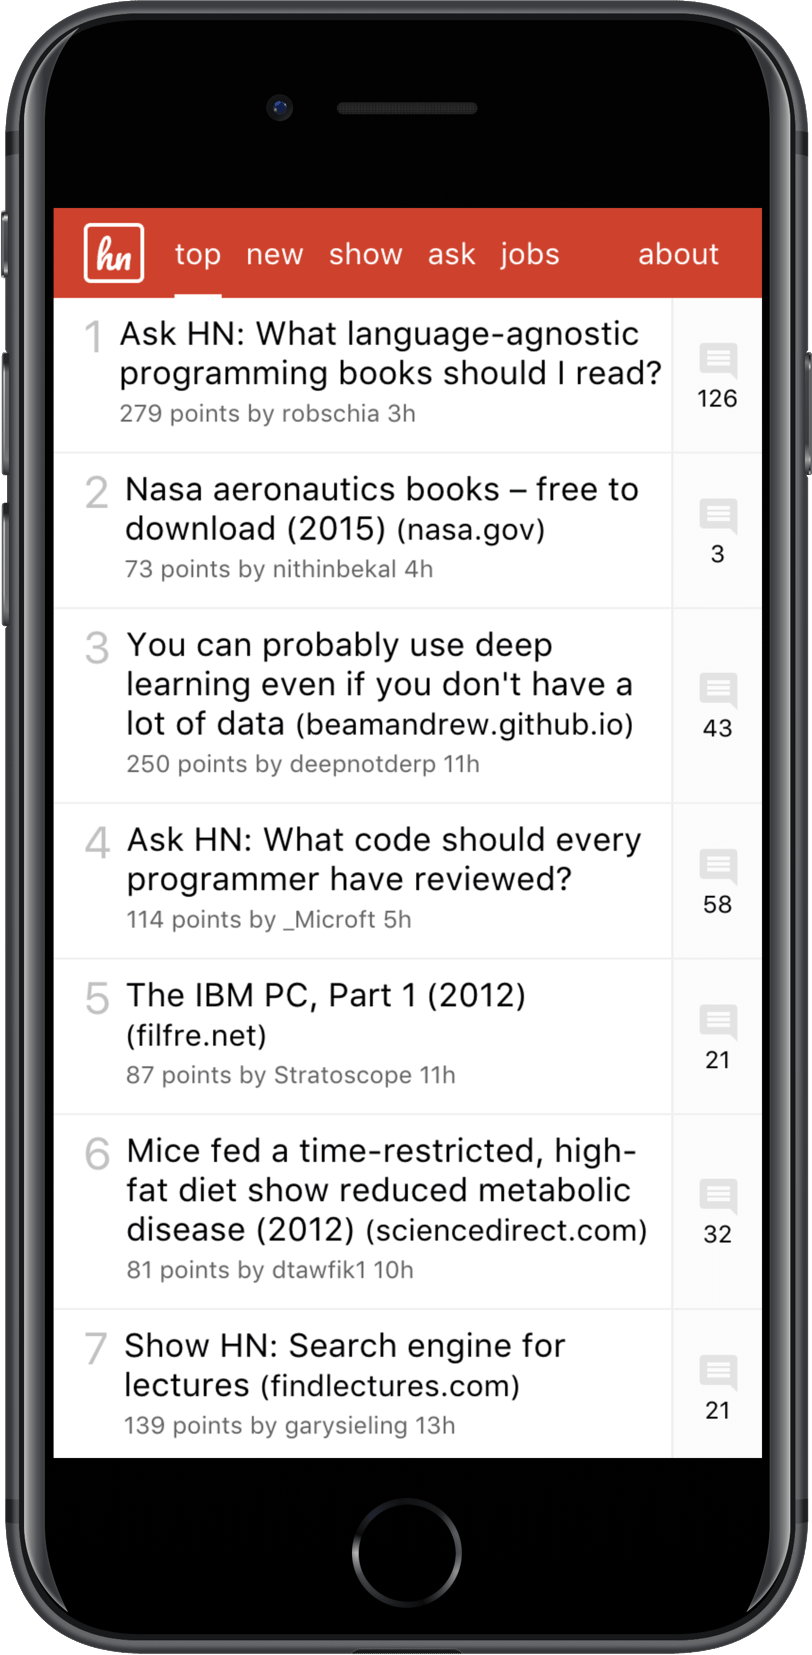 hn top new show ask jobs about
1 Ask HN: What language-agnostic
programming books should I read?
279 points by robschia 3h
126
2 Nasa aeronautics books – free to
download (2015) (nasa.gov)
73 points by nithinbekal 4h
3
3 You can probably use deep
learning even if you don't have a
lot of data (beamandrew.github.io)
250 points by deepnotderp 11h
43
4 Ask HN: What code should every
programmer have reviewed?
114 points by _Microft 5h
58
5 The IBM PC, Part 1 (2012)
(filfre.net)
87 points by Stratoscope 11h
21
6 Mice fed a time-restricted, high-
fat diet show reduced metabolic
disease (2012) (sciencedirect.com)
81 points by dtawfik1 10h
32
7 Show HN: Search engine for
lectures (findlectures.com)
139 points by garysieling 13h
21